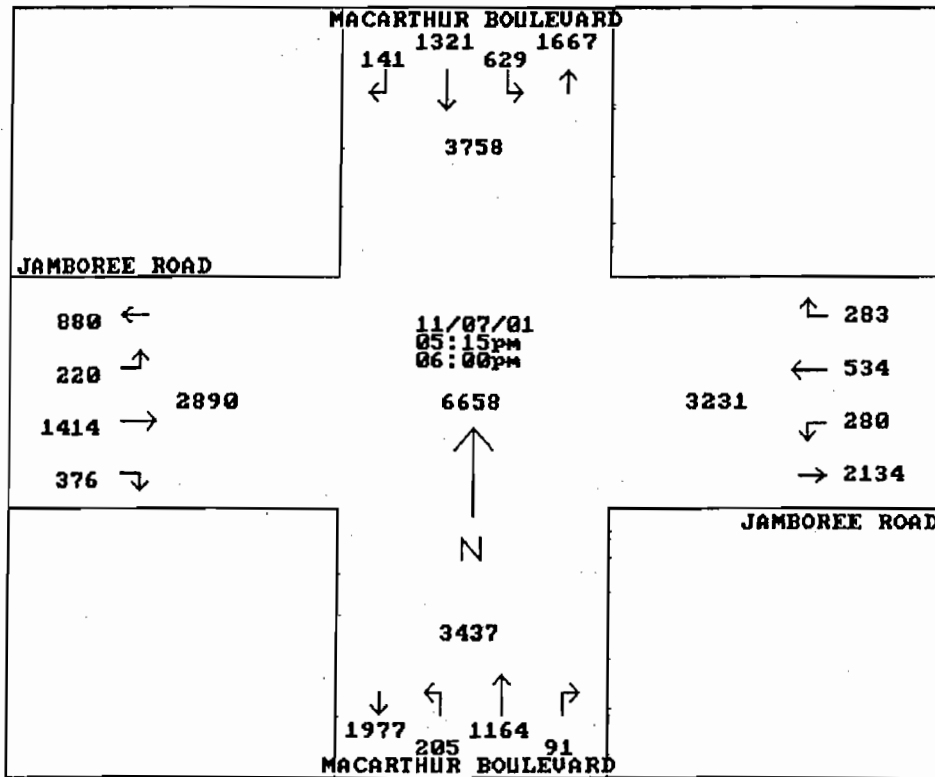 MACARTHUR BOULEVARD
1321 1667
141 629
3758
JAMBOREE ROAD
880
220
1414
376
2890
11/07/01
05:15pm
06:00pm
6658
3231
283
534
280
2134
JAMBOREE ROAD
N
3437
1977 1164
205 91
MACARTHUR BOULEVARD